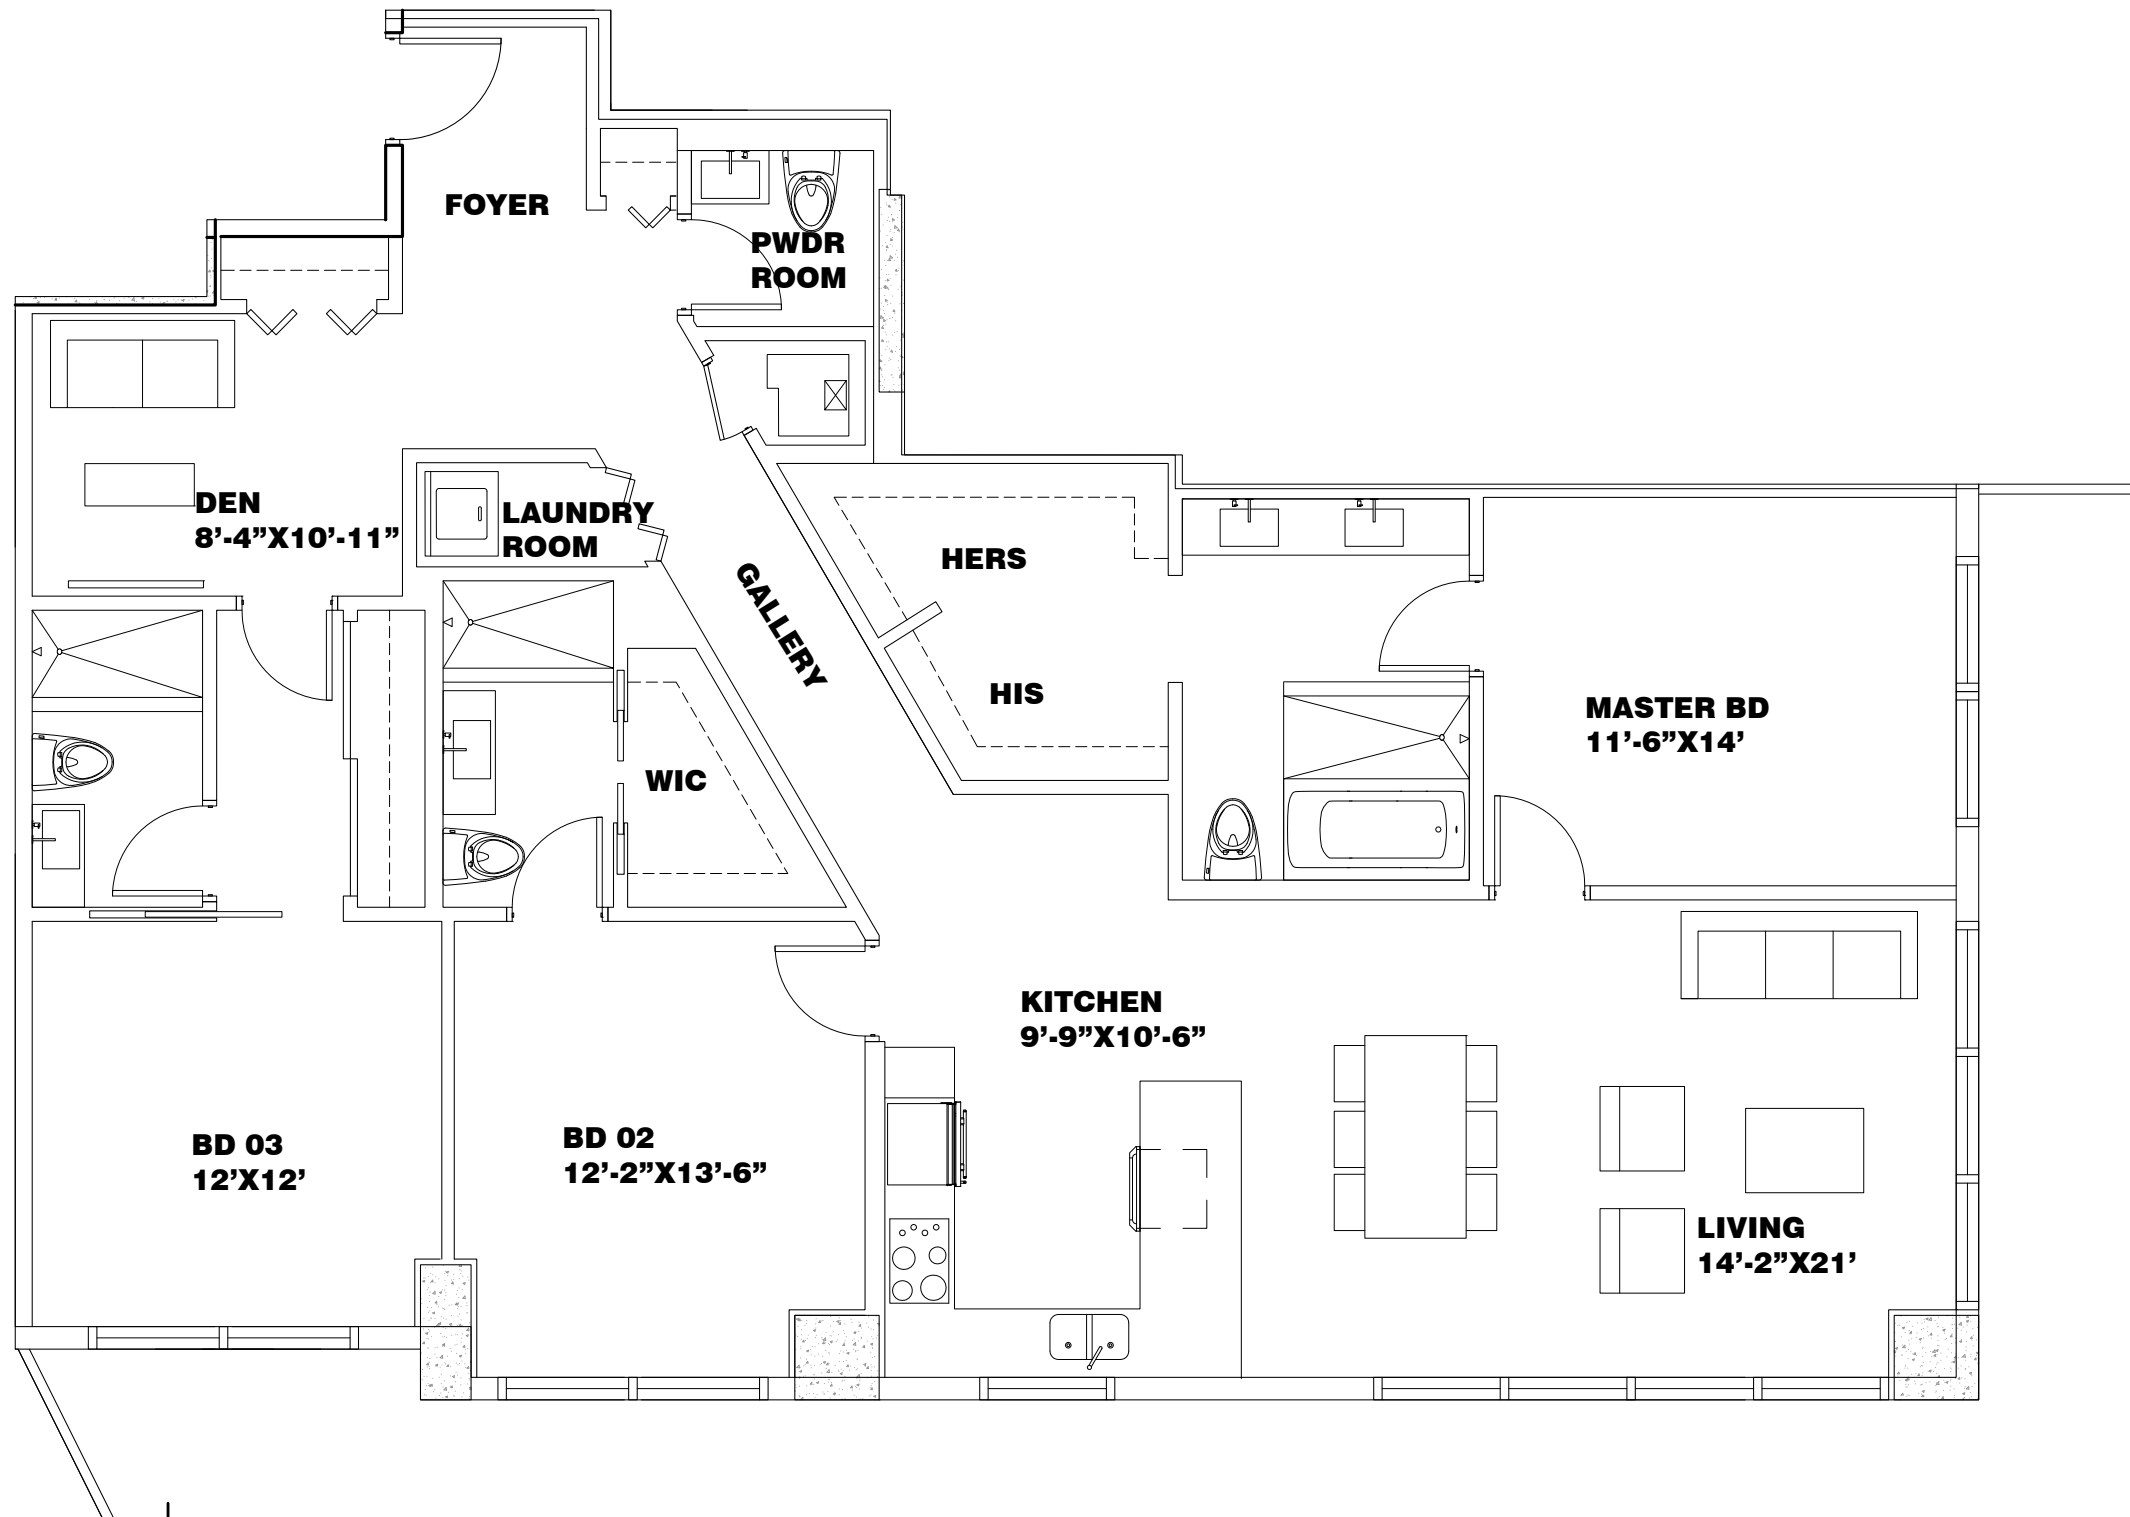 FOYER
PWDR
ROOM
DEN
8’-4”X10’-11”
LAUNDRY
ROOM
GALLERY
HERS
HIS
MASTER BD
11’-6”X14’
WIC
KITCHEN
9’-9”X10’-6”
BD 03
12’X12’
BD 02
12’-2”X13’-6”
LIVING
14’-2”X21’